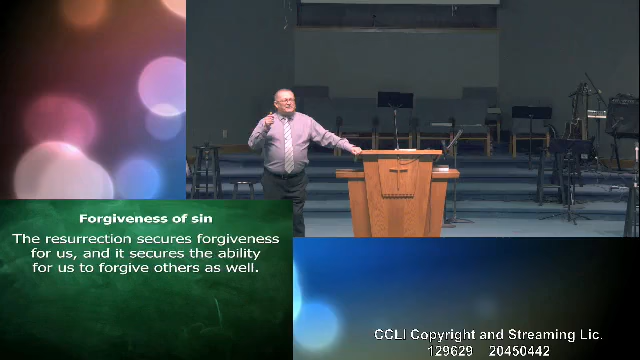 Forgiveness of sin
The resurrection secures forgiveness
for us, and it secures the ability
for us to forgive others as well.
CCLI Copyright and Streaming Lic.
129629 20450442